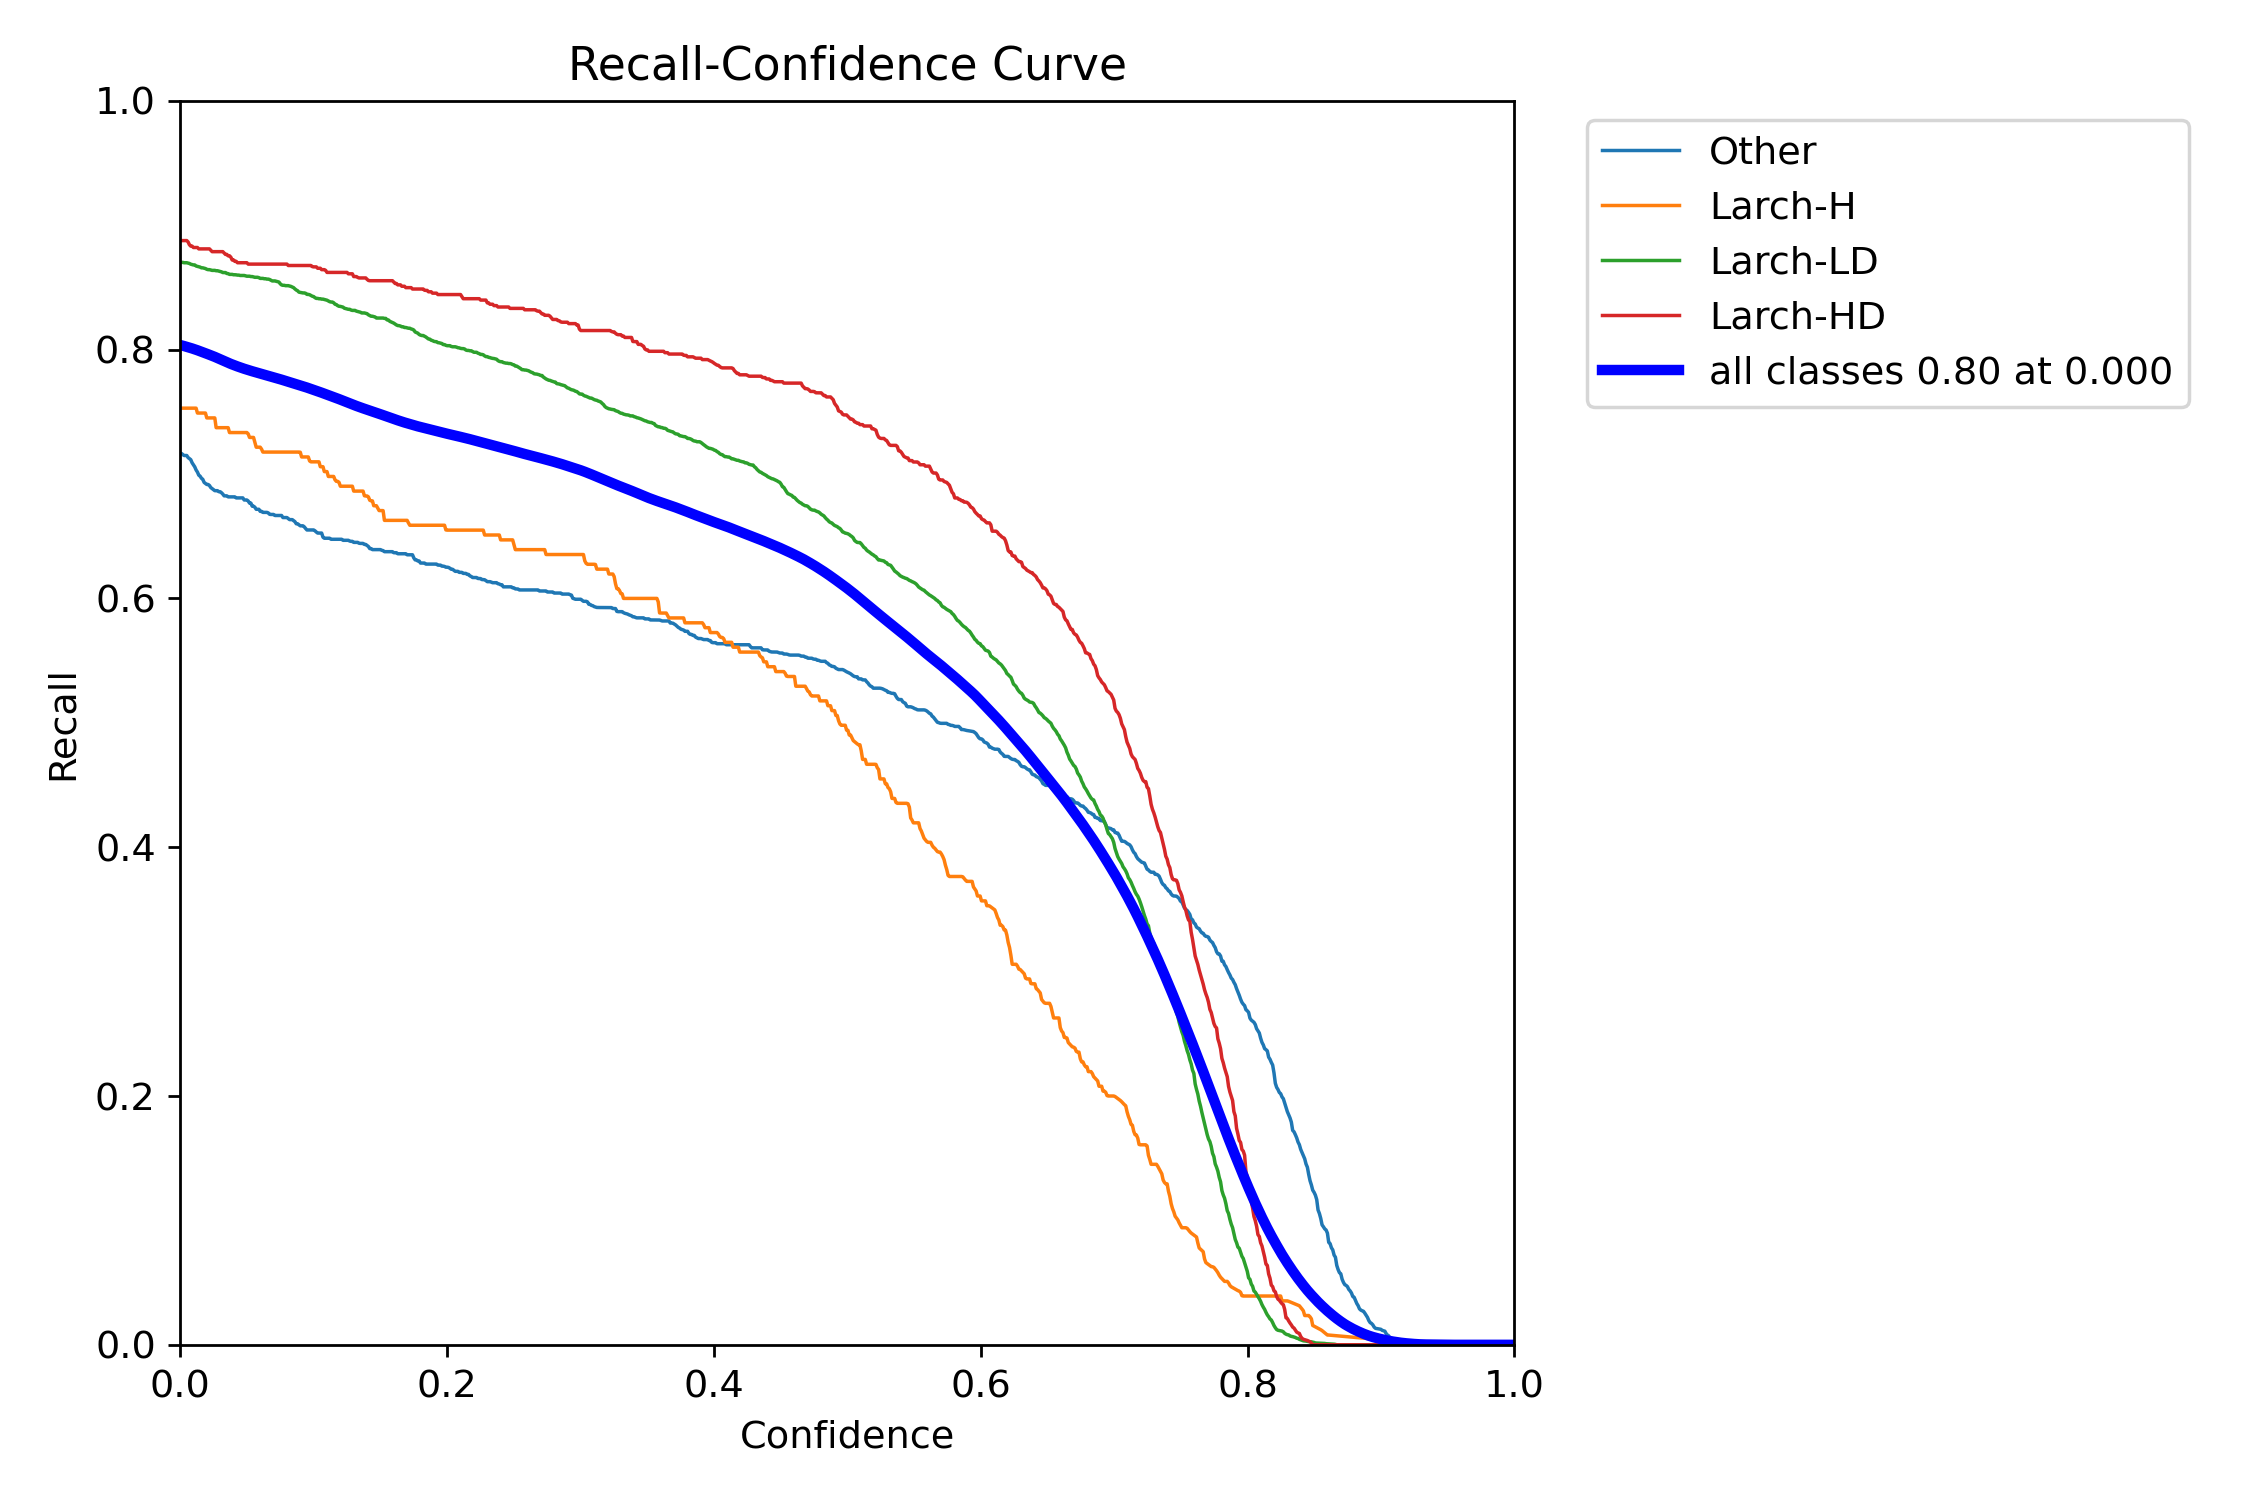 Recall-Confidence Curve
1.0
0.8
0.6
0.4
0.2
0.0
Recall
0.0 0.2 0.4 0.6 0.8 1.0
Confidence
Other
Larch-H
Larch-LD
Larch-HD
all classes 0.80 at 0.000